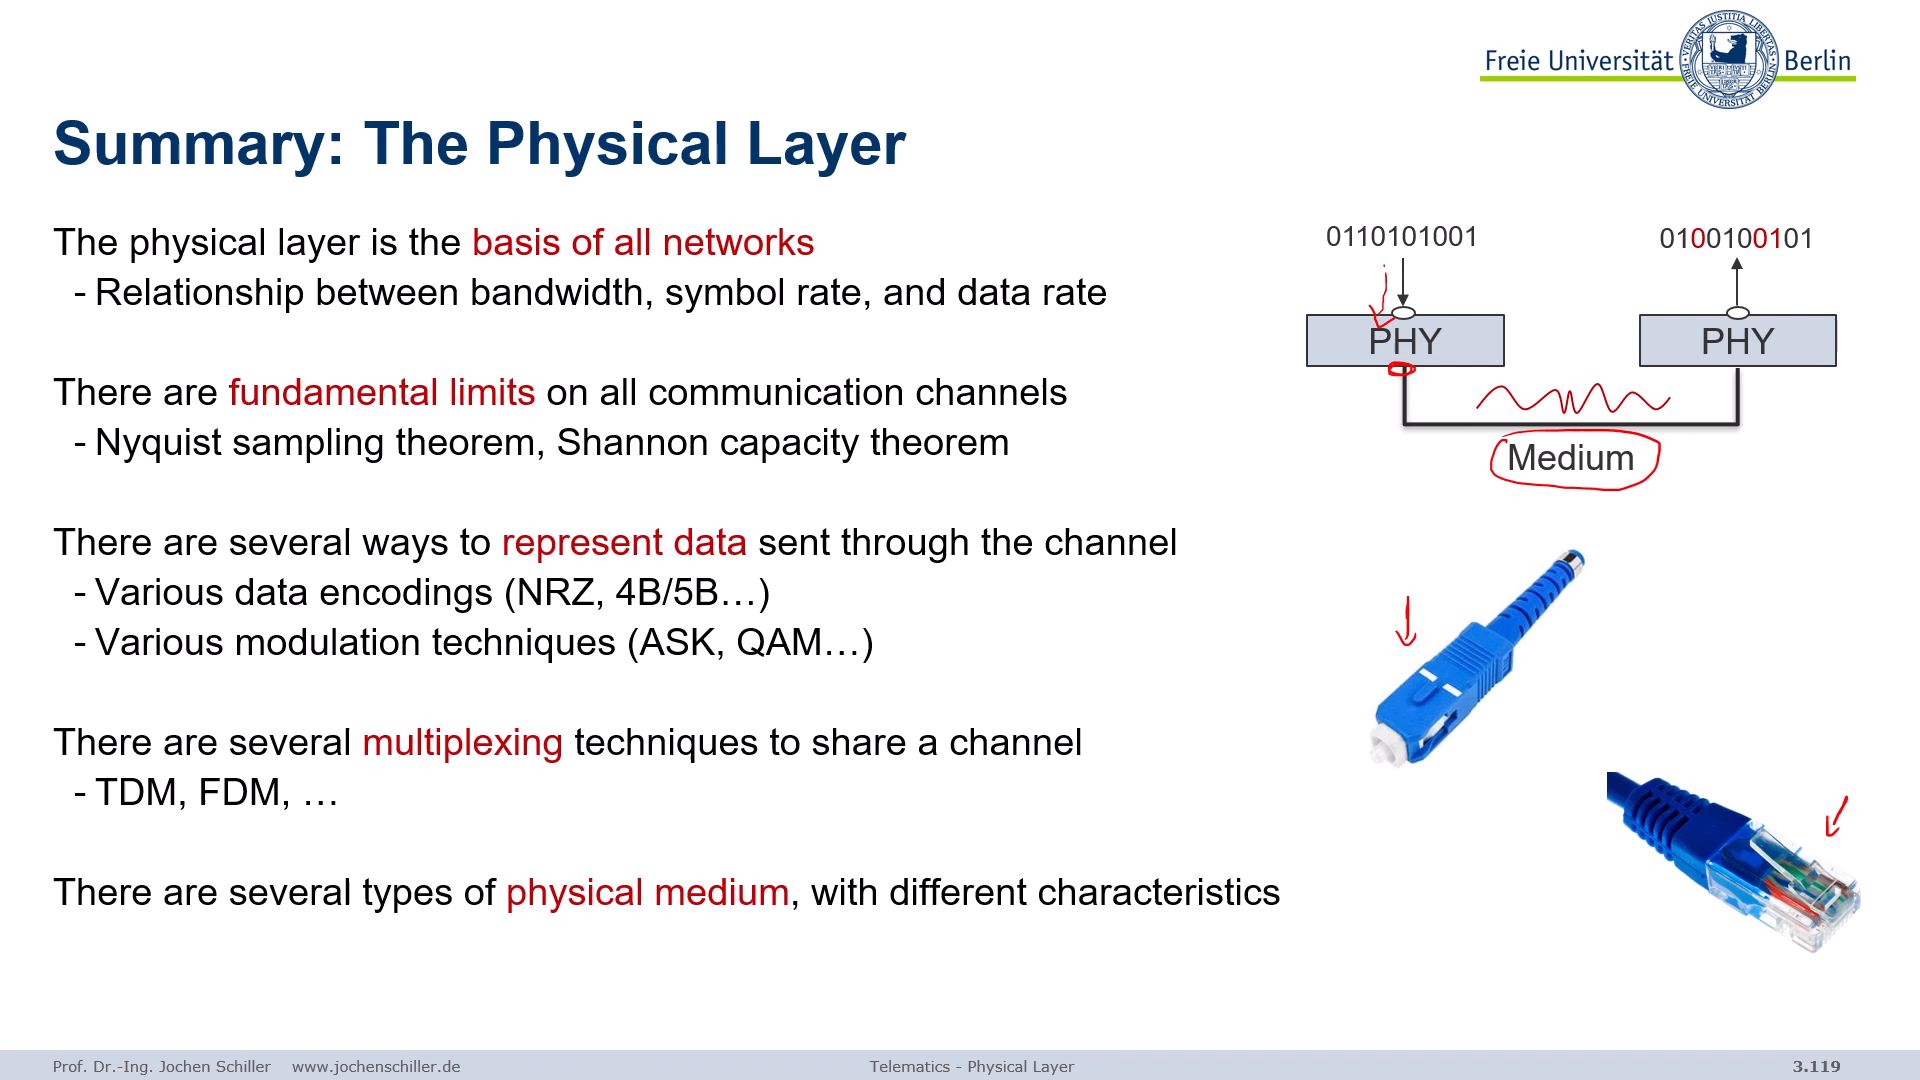 Freie Universität Berlin
Summary: The Physical Layer
The physical layer is the basis of all networks
- Relationship between bandwidth, symbol rate, and data rate
There are fundamental limits on all communication channels
- Nyquist sampling theorem, Shannon capacity theorem
There are several ways to represent data sent through the channel
- Various data encodings (NRZ, 4B/5B…)
- Various modulation techniques (ASK, QAM…)
There are several multiplexing techniques to share a channel
- TDM, FDM, …
There are several types of physical medium, with different characteristics
0110101001
0100100101
PHY
PHY
Medium
Prof. Dr.-Ing. Jochen Schiller www.jochenschiller.de
Telematics - Physical Layer
3.119